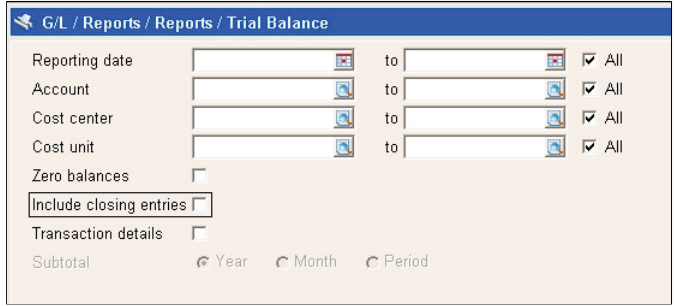 G/L / Reports / Reports / Trial Balance
Reporting date to All
Account to All
Cost center to All
Cost unit to All
Zero balances
Include closing entries
Transaction details
Subtotal Year Month Period